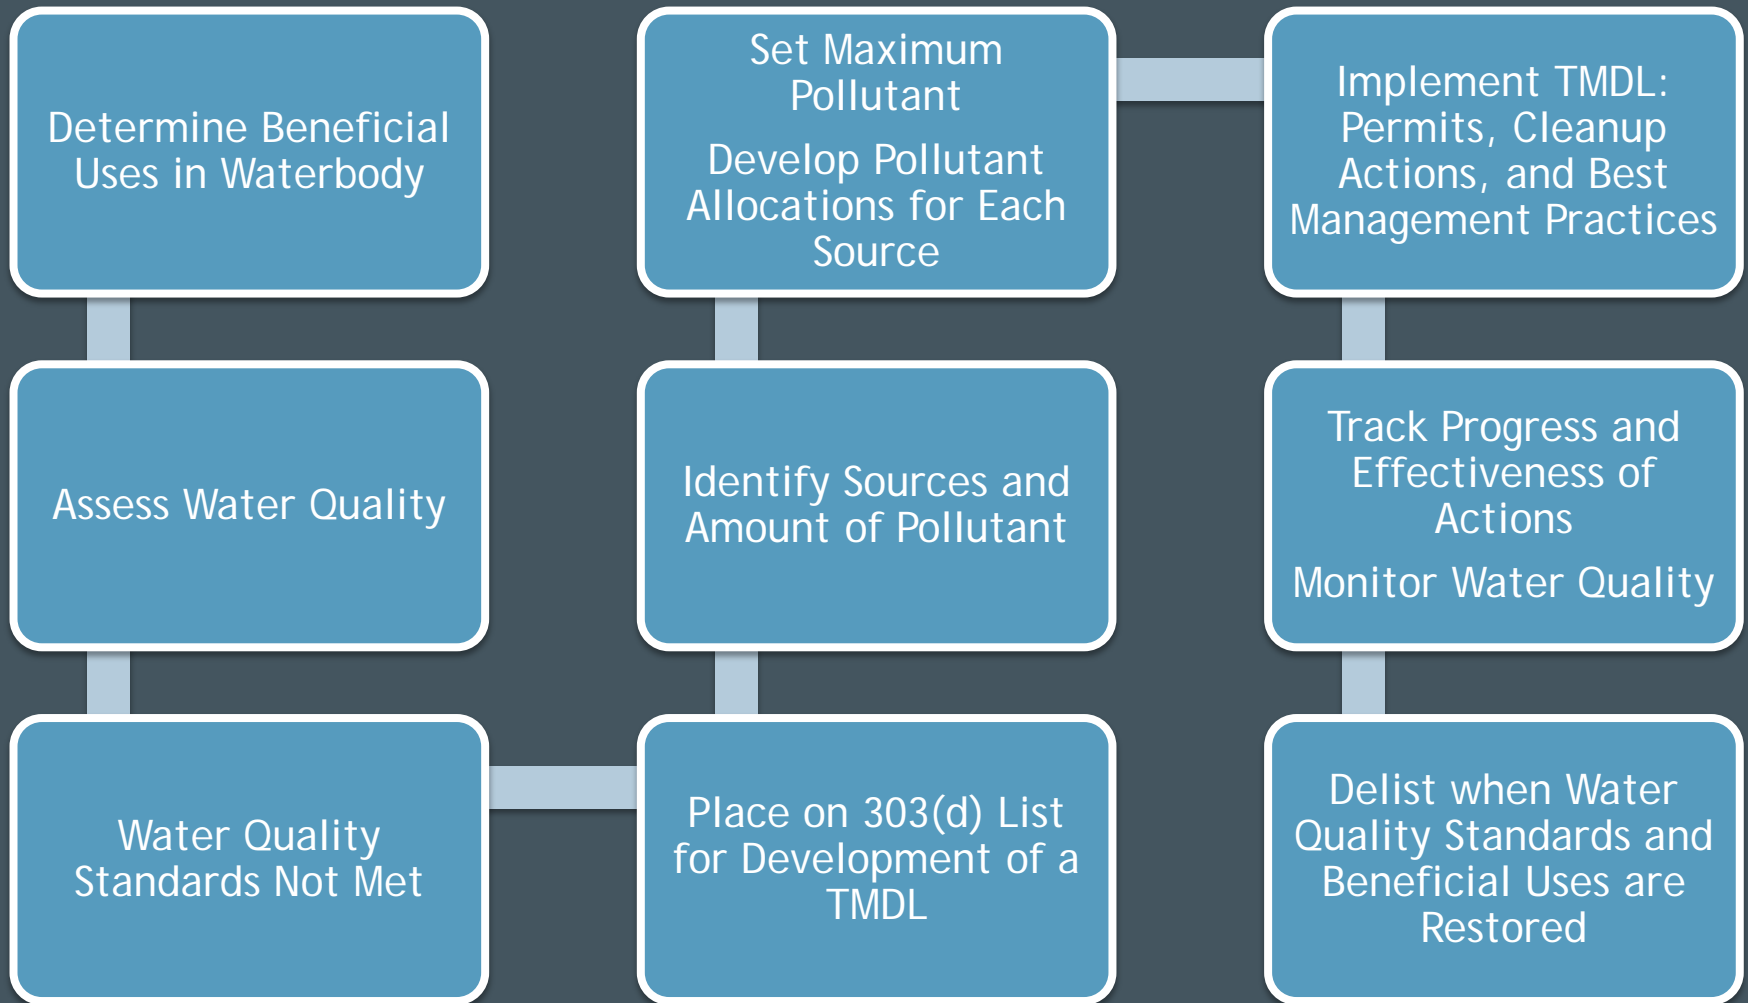 Determine Beneficial
Uses in Waterbody
Assess Water Quality
Water Quality
Standards Not Met
Place on 303(d) List
for Development of a
TMDL
Identify Sources and
Amount of Pollutant
Set Maximum
Pollutant
Develop Pollutant
Allocations for Each
Source
Implement TMDL:
Permits, Cleanup
Actions, and Best
Management Practices
Track Progress and
Effectiveness of
Actions
Monitor Water Quality
Delist when Water
Quality Standards and
Beneficial Uses are
Restored